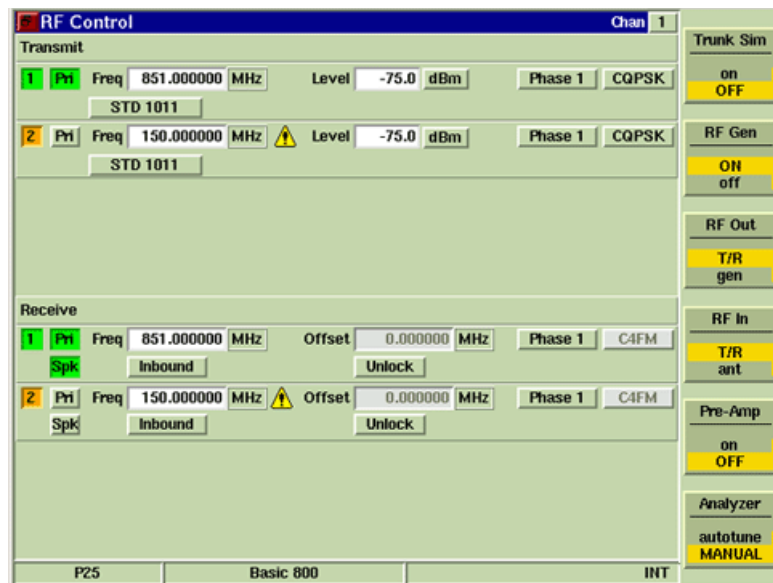 RF Control Chan 1
Transmit
1 Pri Freq 851.000000 MHz Level -75.0 dBm Phase 1 CQPSK
STD 1011
2 Pri Freq 150.000000 MHz Level -75.0 dBm Phase 1 CQPSK
STD 1011
Receive
1 Pri Freq 851.000000 MHz Offset 0.000000 MHz Phase 1 C4FM
Spk Inbound Unlock
2 Pri Freq 150.000000 MHz Offset 0.000000 MHz Phase 1 C4FM
Spk Inbound Unlock
P25 Basic 800 INT
Trunk Sim
on
OFF
RF Gen
ON
off
RF Out
T/R
gen
RF In
T/R
ant
Pre-Amp
on
OFF
Analyzer
autotune
MANUAL